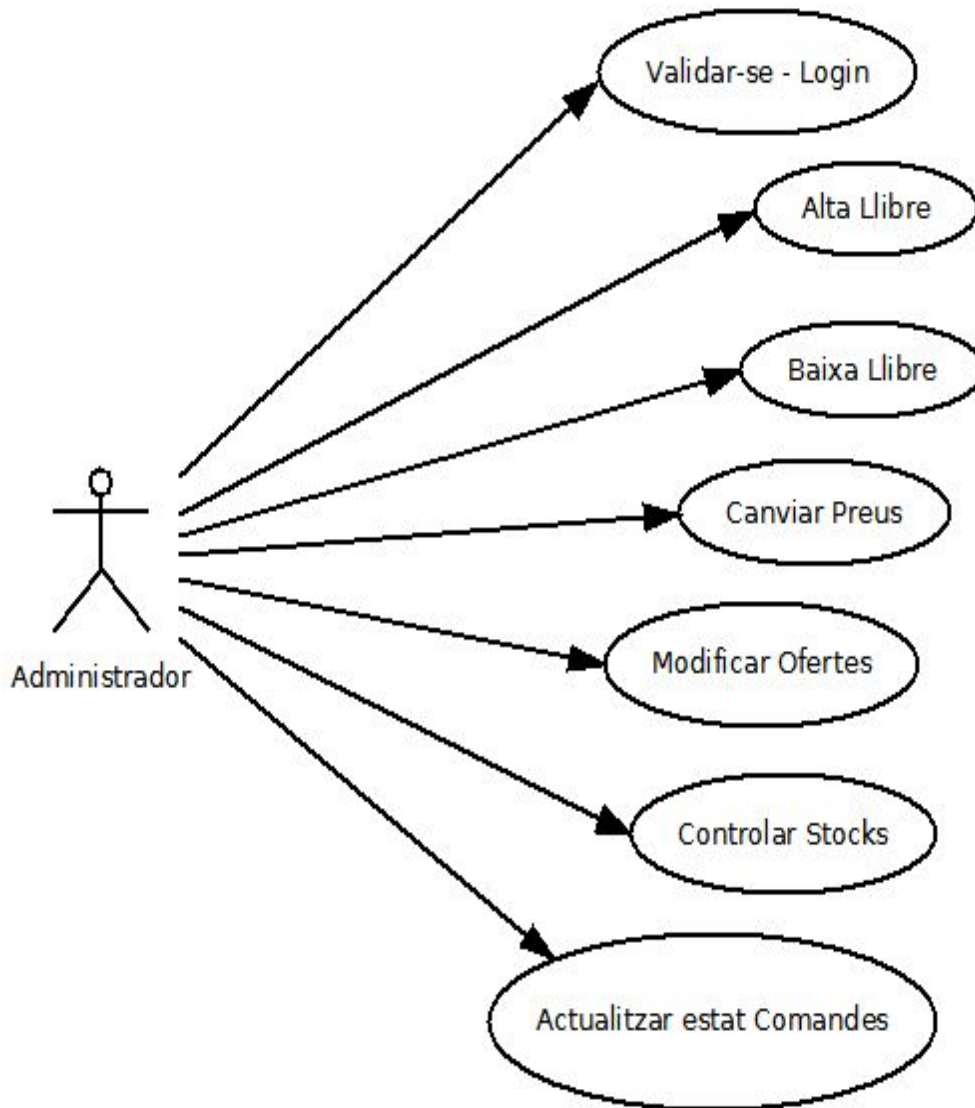 Validar-se - Login
Alta Llibre
Baixa Llibre
Canviar Preus
Administrador
Modificar Ofertes
Controlar Stocks
Actualitzar estat Comandes